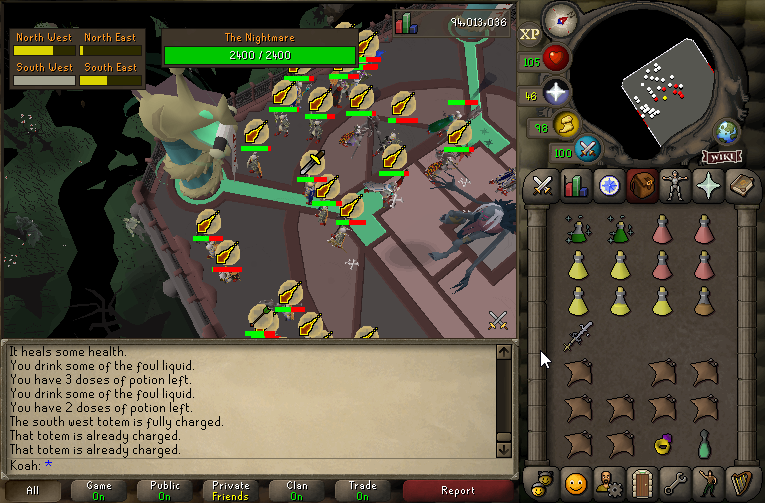 North West North East
South West South East
The Nightmare
2400 / 2400
94,013,036
XP
105
46
98
100
WIKI
It heals some health.
You drink some of the foul liquid.
You have 3 doses of potion left.
You drink some of the foul liquid.
You have 2 doses of potion left.
The south west totem is fully charged.
That totem is already charged.
That totem is already charged.
Koah: *
All
Game
On
Public
On
Private
Friends
Clan
On
Trade
On
Report